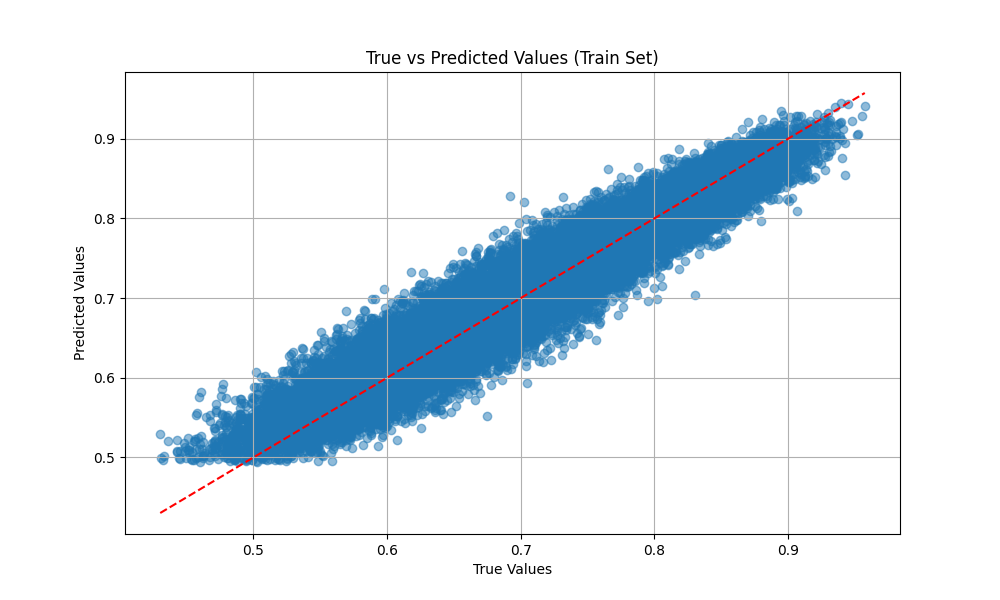 True vs Predicted Values (Train Set)
Predicted Values
0.9
0.8
0.7
0.6
0.5
0.5 0.6 0.7 0.8 0.9
True Values